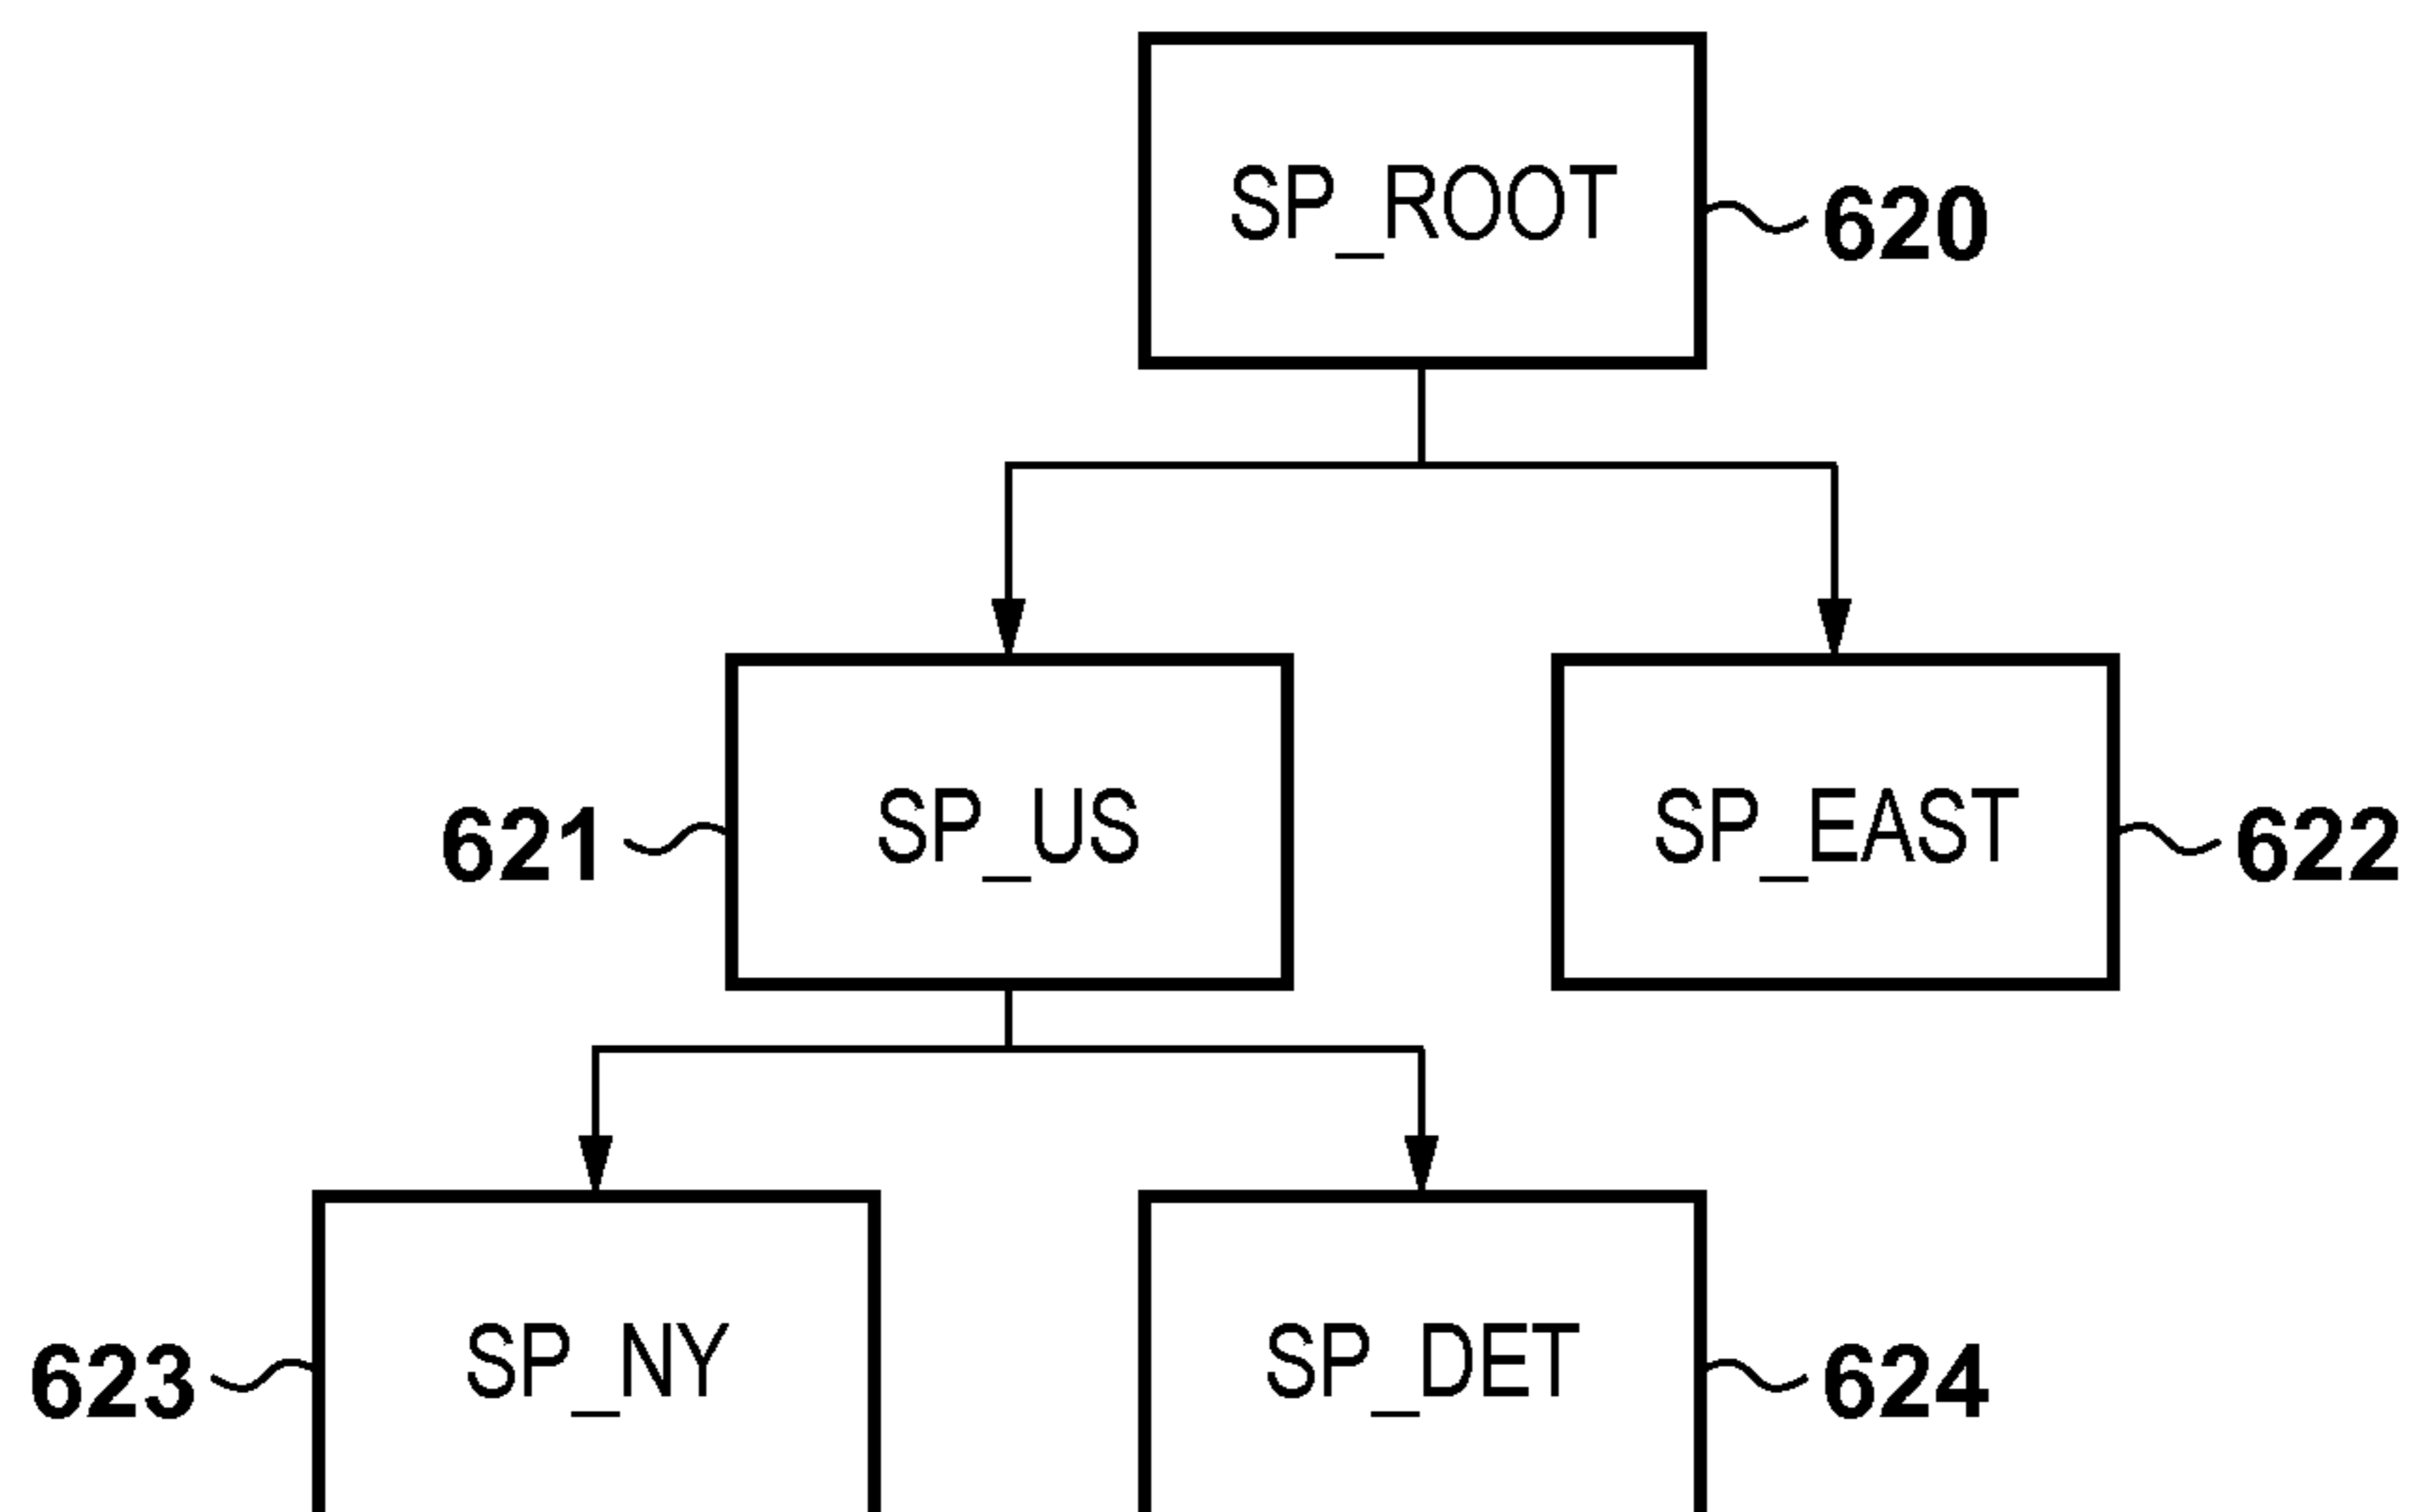 SP_ROOT
620
621
SP_US
SP_EAST
622
623
SP_NY
SP_DET
624